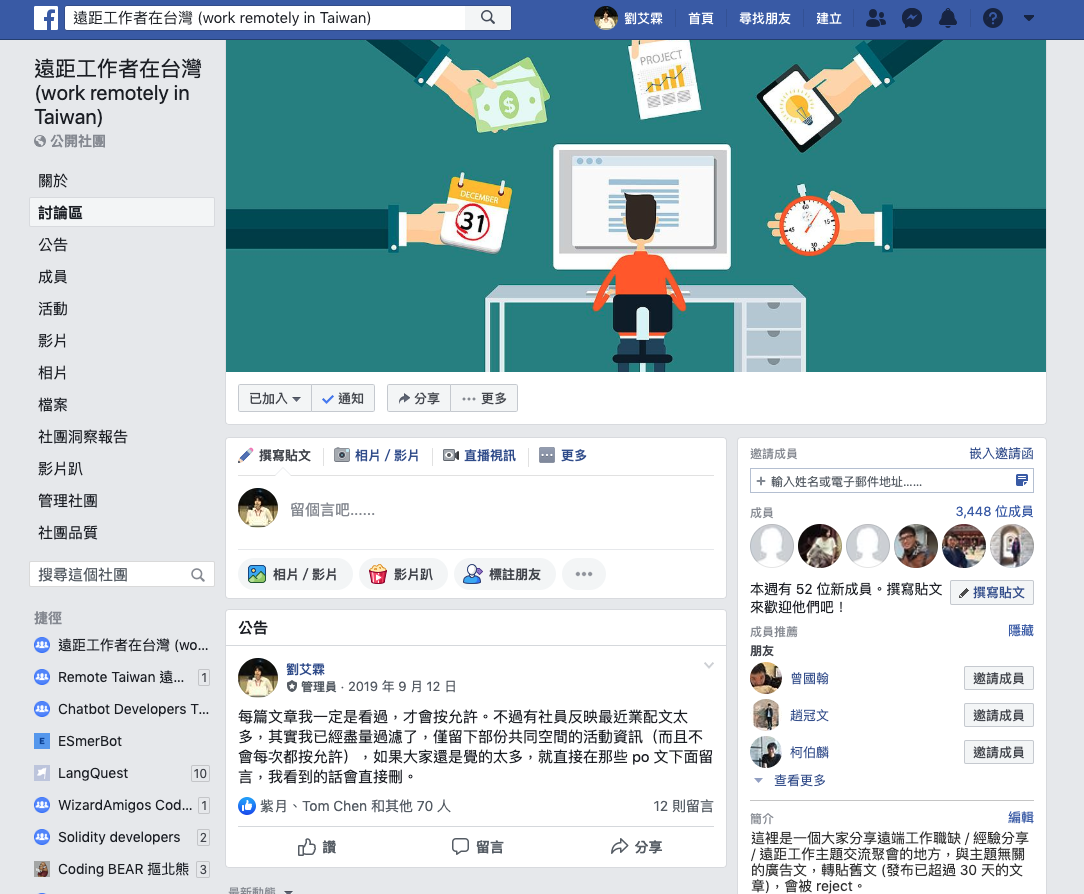 遠距工作者在台灣 (work remotely in Taiwan)
劉艾霖
首頁
尋找朋友
建立
遠距工作者在台灣
(work remotely in
Taiwan)
公開社團
關於
討論區
公告
成員
活動
影片
相片
檔案
社團洞察報告
影片趴
管理社團
社團品質
搜尋這個社團
捷徑
遠距工作者在台灣 (wo...
Remote Taiwan 遠... 1
Chatbot Developers T...
E ESmerBot
LangQuest 10
WizardAmigos Cod... 1
Solidity developers 2
Coding BEAR 摳北熊 3
$
PROJECT
DECEMBER
31
60
15
30
45
已加入
通知
分享
更多
撰寫貼文
相片 / 影片
直播視訊
更多
留個言吧......
相片 / 影片
影片趴
標註朋友
公告
劉艾霖
管理員 · 2019 年 9 月 12 日
每篇文章我一定是看過，才會按允許。不過有社員反映最近業配文太
多，其實我已經盡量過濾了，僅留下部份共同空間的活動資訊（而且不
會每次都按允許），如果大家還是覺的太多，就直接在那些 po 文下面留
言，我看到的話會直接刪。
紫月、Tom Chen 和其他 70 人
12 則留言
讚
留言
分享
最新動態
邀請成員
嵌入邀請函
+ 輸入姓名或電子郵件地址......
成員
3,448 位成員
本週有 52 位新成員。撰寫貼文
來歡迎他們吧！
撰寫貼文
成員推薦
隱藏
朋友
曾國翰
邀請成員
趙冠文
邀請成員
柯伯麟
邀請成員
查看更多
簡介
編輯
這裡是一個大家分享遠端工作職缺 / 經驗分享
/ 遠距工作主題交流聚會的地方，與主題無關
的廣告文，轉貼舊文 (發布已超過 30 天的文
章)，會被 reject。